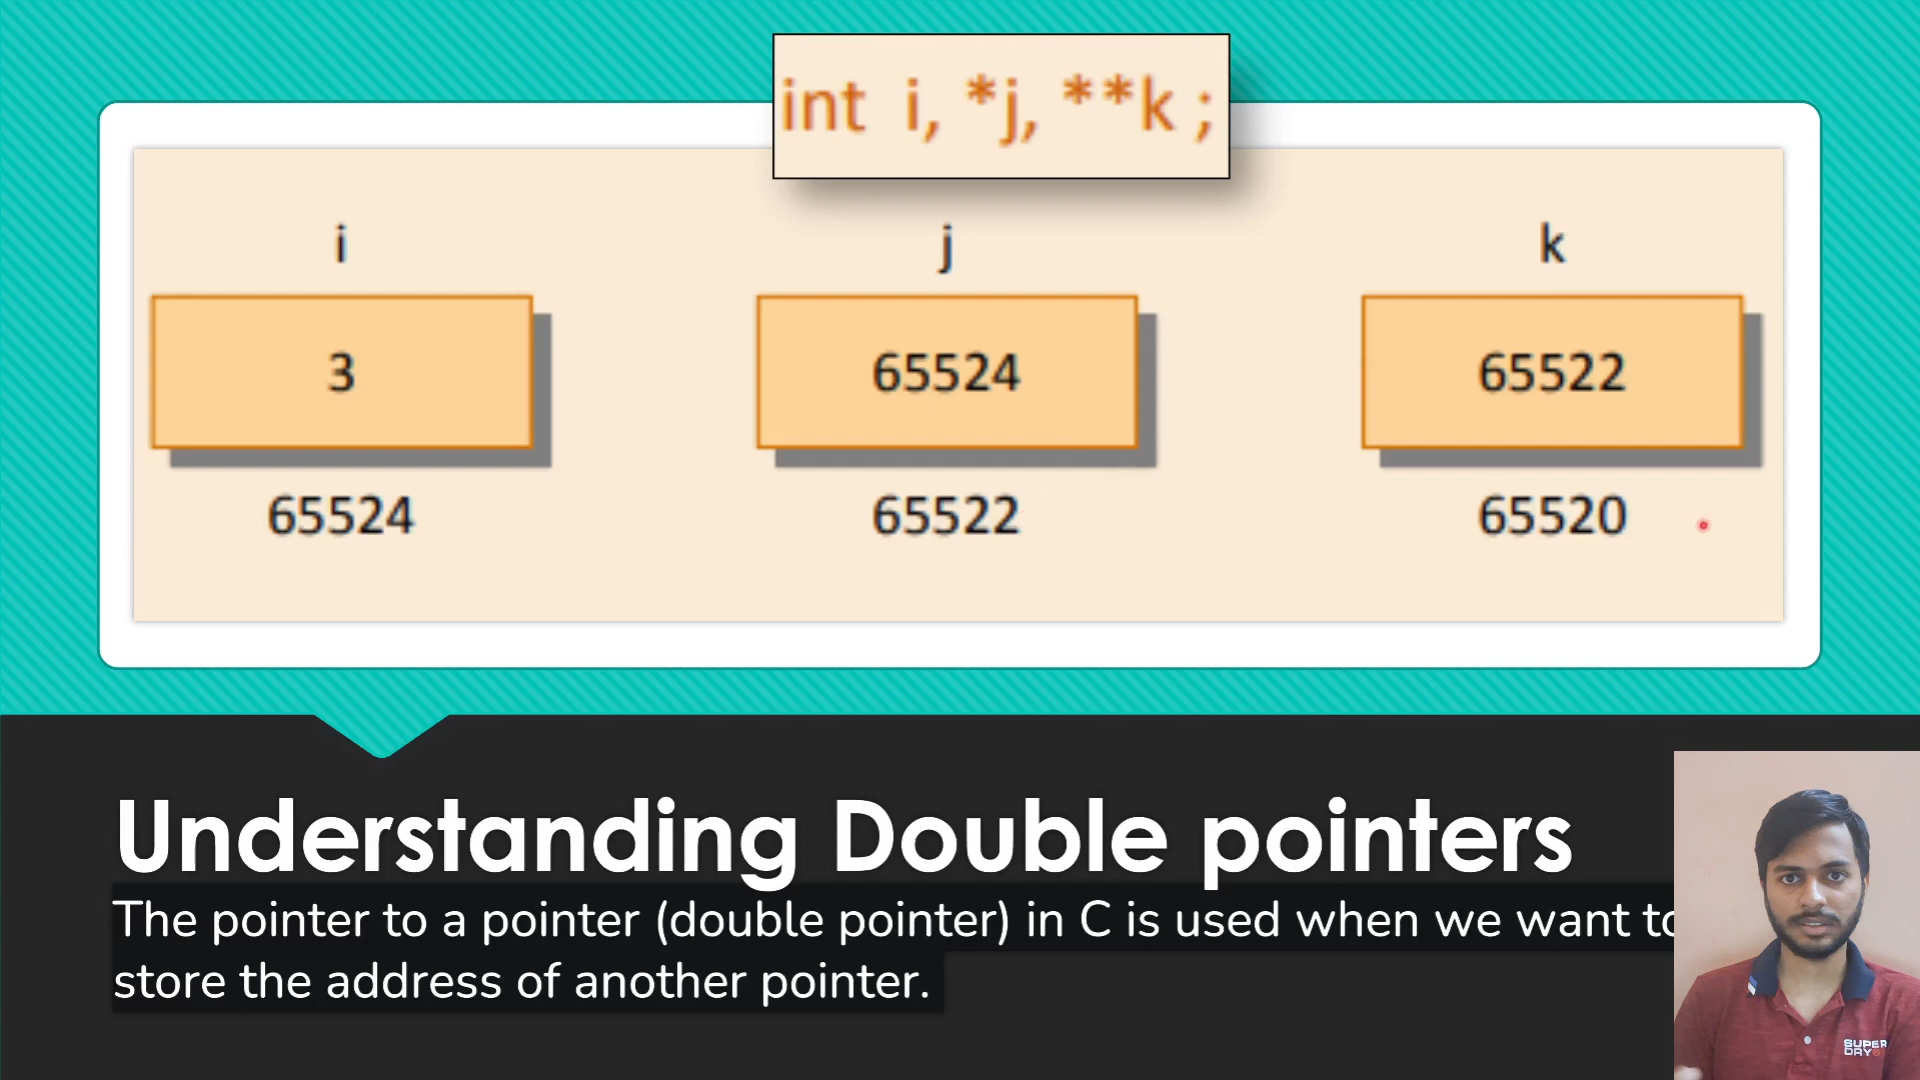 int i, *j, **k ;
i j k
3 65524 65522
65524 65522 65520
Understanding Double pointers
The pointer to a pointer (double pointer) in C is used when we want to
store the address of another pointer.
SUPER
DRY